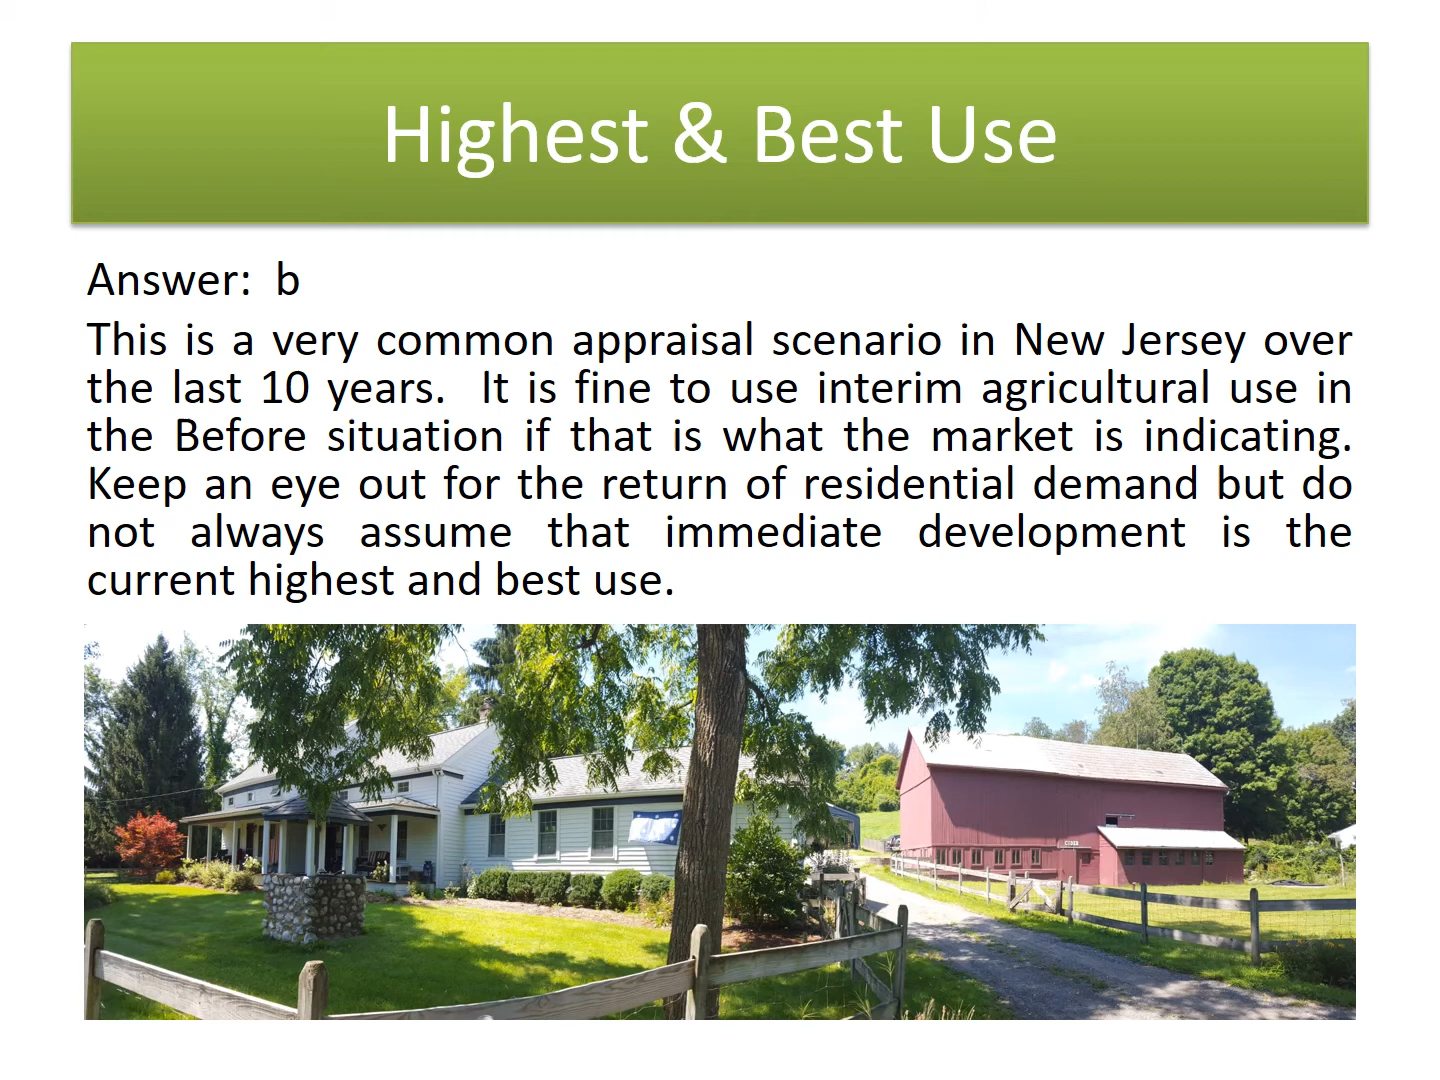 Highest & Best Use
Answer: b
This is a very common appraisal scenario in New Jersey over
the last 10 years. It is fine to use interim agricultural use in
the Before situation if that is what the market is indicating.
Keep an eye out for the return of residential demand but do
not always assume that immediate development is the
current highest and best use.